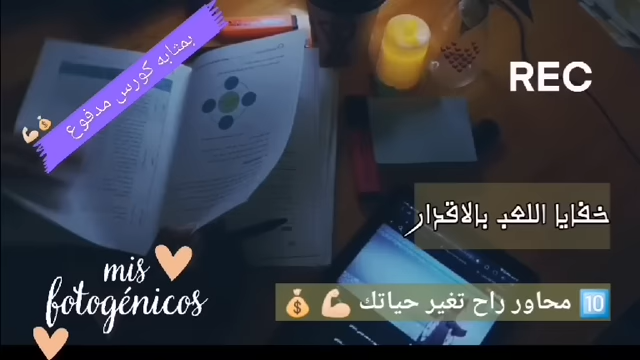 بمثابه كورس مدفوع 💪💰
REC
خفايا اللعب بالاقدار
🔟 محاور راح تغير حياتك 💪💰
mis
fotogénicos